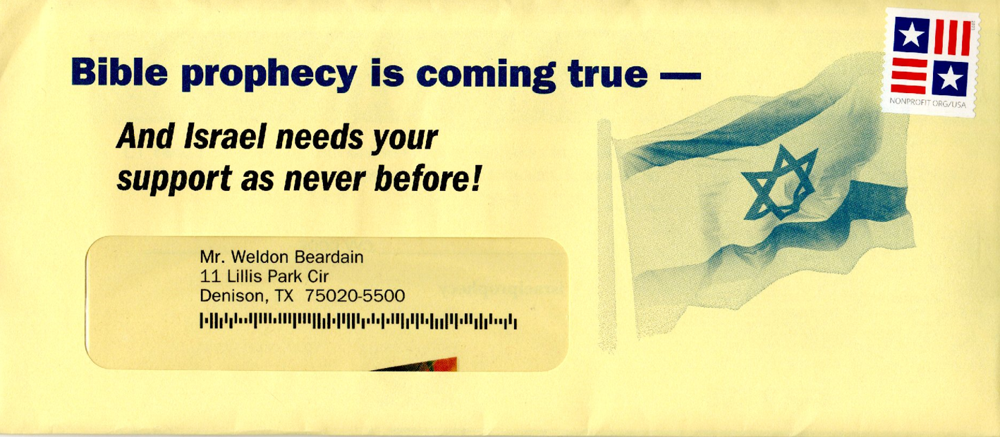 Bible prophecy is coming true —
And Israel needs your
support as never before!
NONPROFIT ORG/USA
Mr. Weldon Beardain
11 Lillis Park Cir
Denison, TX  75020-5500